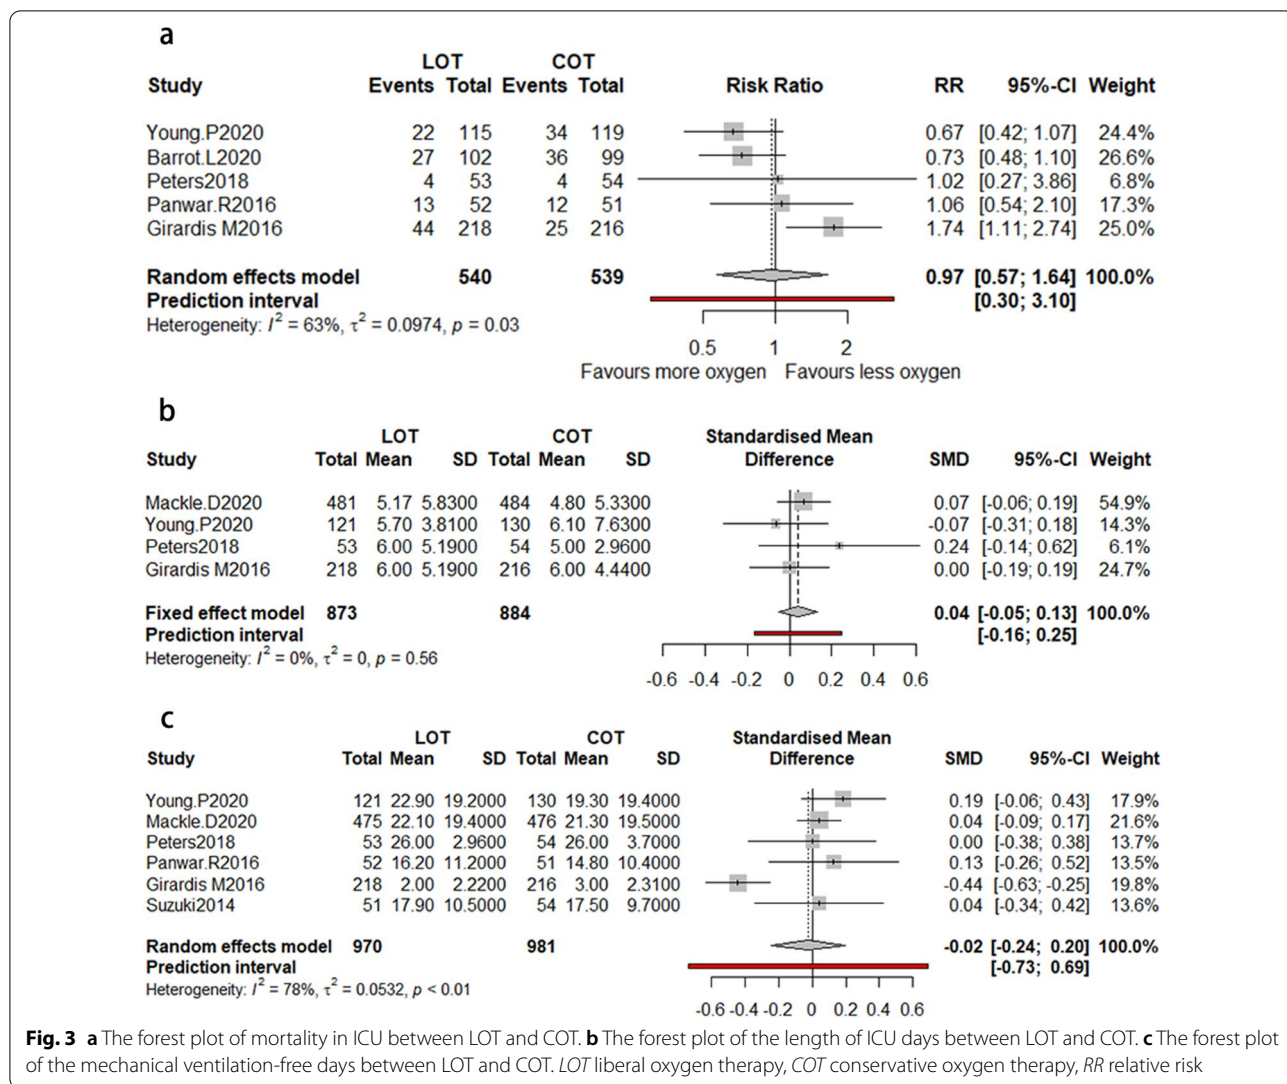 a
LOT COT
Study Events Total Events Total Risk Ratio RR 95%-CI Weight
Young.P2020 22 115 34 119 0.67 [0.42; 1.07] 24.4%
Barrot.L2020 27 102 36 99 0.73 [0.48; 1.10] 26.6%
Peters2018 4 53 4 54 1.02 [0.27; 3.86] 6.8%
Panwar.R2016 13 52 12 51 1.06 [0.54; 2.10] 17.3%
Girardis M2016 44 218 25 216 1.74 [1.11; 2.74] 25.0%
Random effects model 540 539 0.97 [0.57; 1.64] 100.0%
Prediction interval [0.30; 3.10]
Heterogeneity: I² = 63%, τ² = 0.0974, p = 0.03
0.5 1 2
Favours more oxygen Favours less oxygen
b
LOT COT Standardised Mean
Study Total Mean SD Total Mean SD Difference SMD 95%-CI Weight
Mackle.D2020 481 5.17 5.8300 484 4.80 5.3300 0.07 [-0.06; 0.19] 54.9%
Young.P2020 121 5.70 3.8100 130 6.10 7.6300 -0.07 [-0.31; 0.18] 14.3%
Peters2018 53 6.00 5.1900 54 5.00 2.9600 0.24 [-0.14; 0.62] 6.1%
Girardis M2016 218 6.00 5.1900 216 6.00 4.4400 0.00 [-0.19; 0.19] 24.7%
Fixed effect model 873 884 0.04 [-0.05; 0.13] 100.0%
Prediction interval [-0.16; 0.25]
Heterogeneity: I² = 0%, τ² = 0, p = 0.56
-0.6 -0.4 -0.2 0 0.2 0.4 0.6
c
LOT COT Standardised Mean
Study Total Mean SD Total Mean SD Difference SMD 95%-CI Weight
Young.P2020 121 22.90 19.2000 130 19.30 19.4000 0.19 [-0.06; 0.43] 17.9%
Mackle.D2020 475 22.10 19.4000 476 21.30 19.5000 0.04 [-0.09; 0.17] 21.6%
Peters2018 53 26.00 2.9600 54 26.00 3.7000 0.00 [-0.38; 0.38] 13.7%
Panwar.R2016 52 16.20 11.2000 51 14.80 10.4000 0.13 [-0.26; 0.52] 13.5%
Girardis M2016 218 2.00 2.2200 216 3.00 2.3100 -0.44 [-0.63; -0.25] 19.8%
Suzuki2014 51 17.90 10.5000 54 17.50 9.7000 0.04 [-0.34; 0.42] 13.6%
Random effects model 970 981 -0.02 [-0.24; 0.20] 100.0%
Prediction interval [-0.73; 0.69]
Heterogeneity: I² = 78%, τ² = 0.0532, p < 0.01
-0.6 -0.4 -0.2 0 0.2 0.4 0.6
Fig. 3 a The forest plot of mortality in ICU between LOT and COT. b The forest plot of the length of ICU days between LOT and COT. c The forest plot
of the mechanical ventilation-free days between LOT and COT. LOT liberal oxygen therapy, COT conservative oxygen therapy, RR relative risk